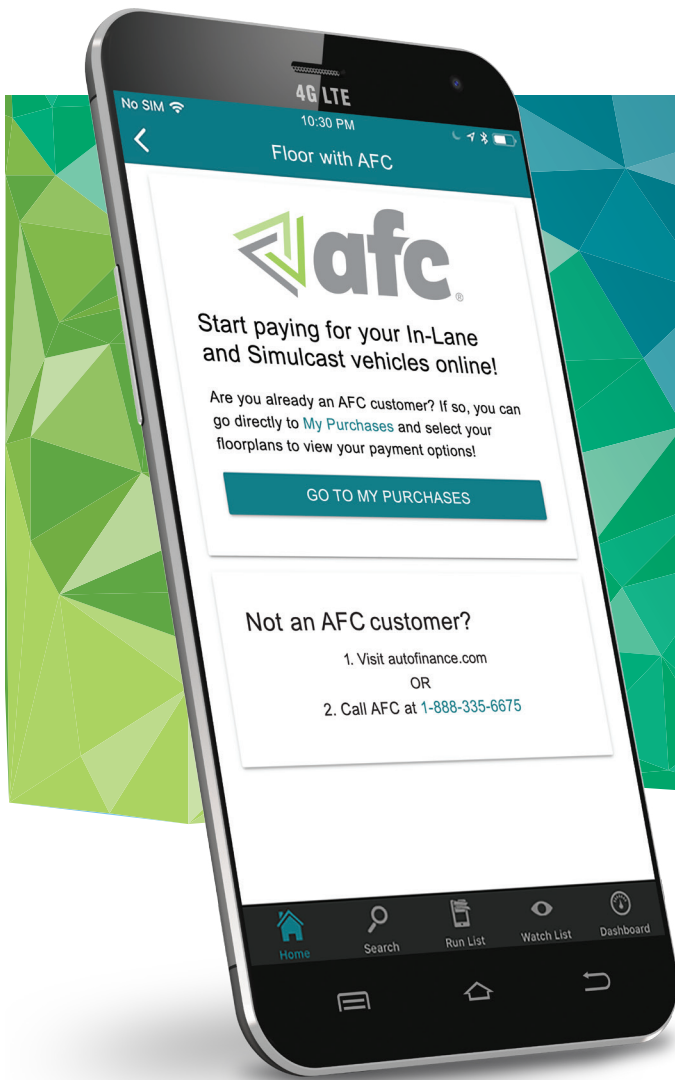 4G LTE
No SIM
10:30 PM
Floor with AFC
afc®
Start paying for your In-Lane
and Simulcast vehicles online!
Are you already an AFC customer? If so, you can
go directly to My Purchases and select your
floorplans to view your payment options!
GO TO MY PURCHASES
Not an AFC customer?
1. Visit autofinance.com
OR
2. Call AFC at 1-888-335-6675
Home Search Run List Watch List Dashboard